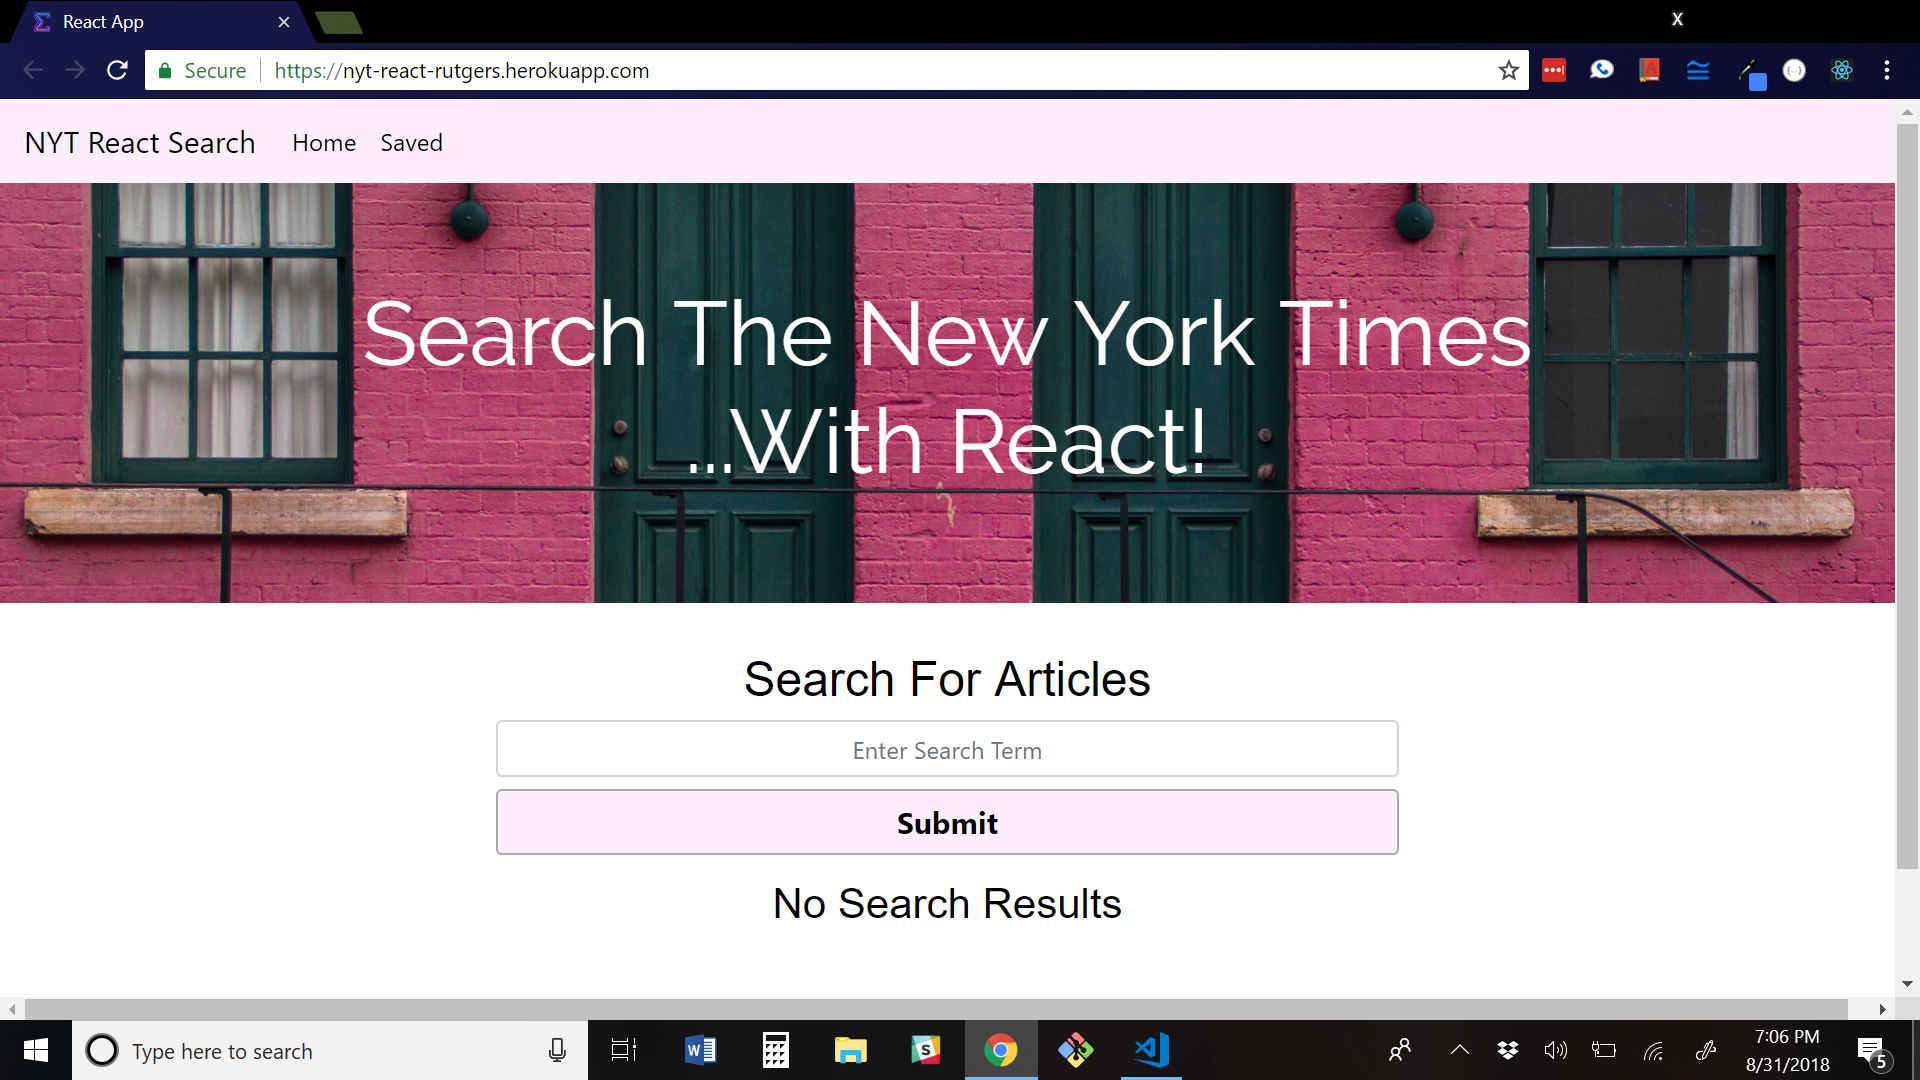 React App
X
Secure
https://nyt-react-rutgers.herokuapp.com
NYT React Search
Home
Saved
Search The New York Times
...With React!
Search For Articles
Enter Search Term
Submit
No Search Results
Type here to search
7:06 PM
8/31/2018
5